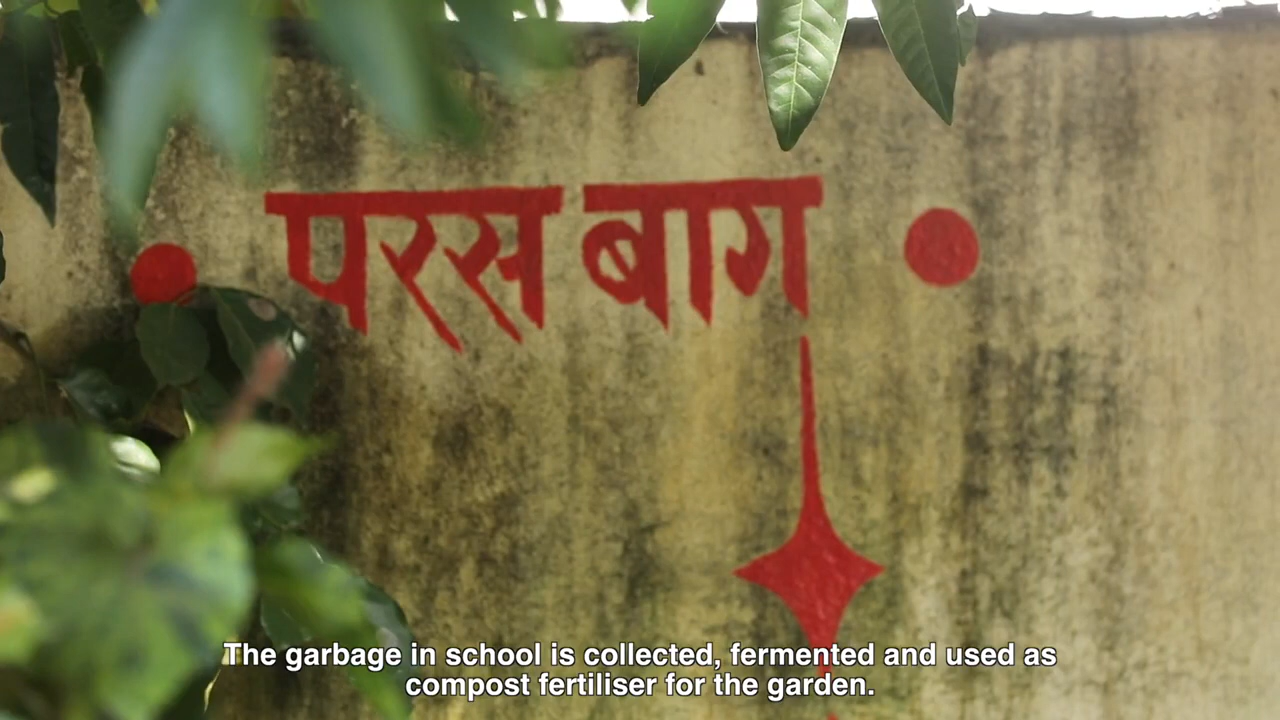 परस बाग
The garbage in school is collected, fermented and used as
compost fertiliser for the garden.